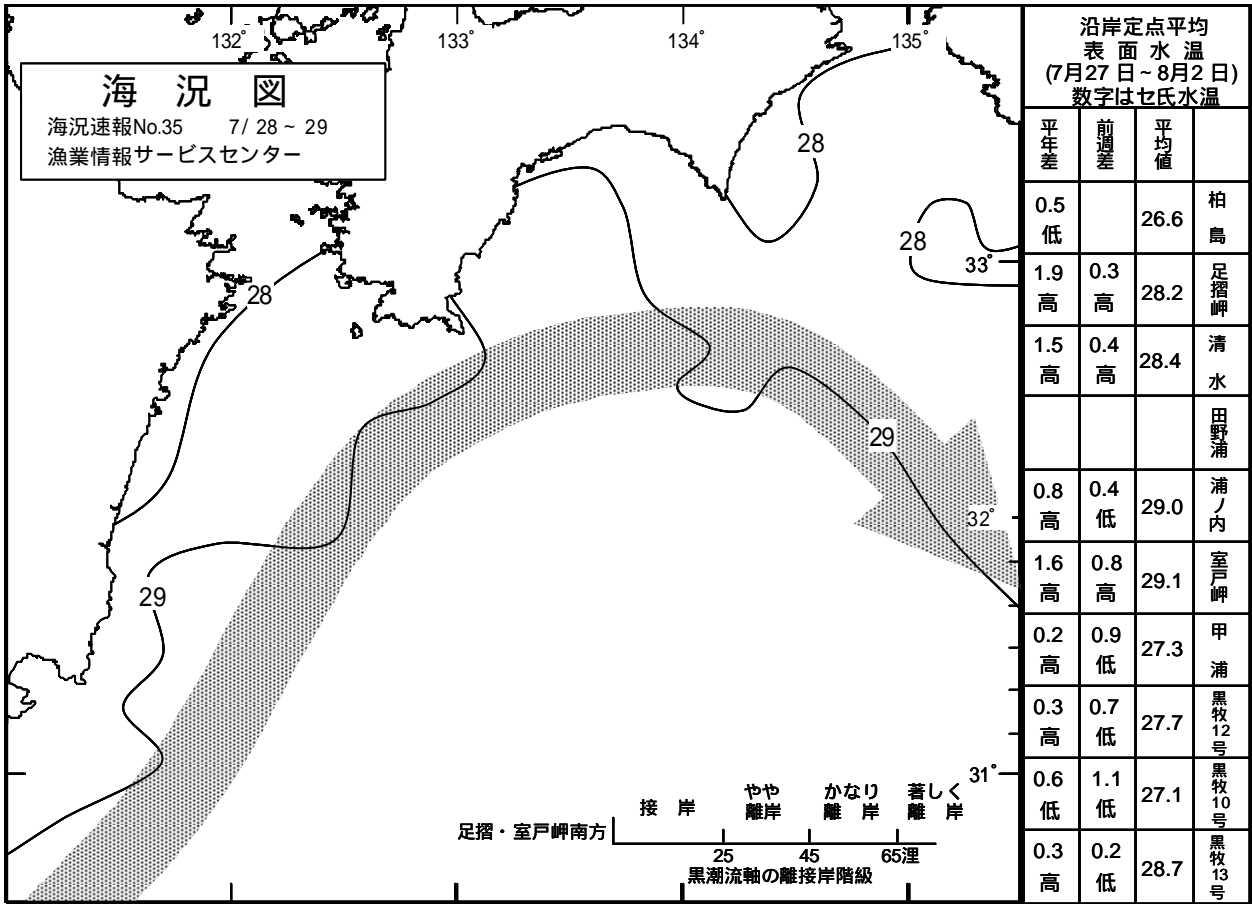 132°
133°
134°
135°
海 況 図
海況速報No.35 7/ 28 ~ 29
漁業情報サービスセンター
28
28
28
33°
29
32°
29
31°
接 岸
やや
離岸
かなり
離 岸
著しく
離 岸
足摺・室戸岬南方
25 45 65浬
黒潮流軸の離接岸階級
沿岸定点平均
表 面 水 温
(7月27 日~8月2 日)
数字はセ氏水温
平年差 前週差 平均値
0.5低 26.6 柏島
1.9高 0.3高 28.2 足摺岬
1.5高 0.4高 28.4 清水
田野浦
0.8高 0.4低 29.0 浦ノ内
1.6高 0.8高 29.1 室戸岬
0.2高 0.9低 27.3 甲浦
0.3高 0.7低 27.7 黒牧12号
0.6低 1.1低 27.1 黒牧10号
0.3高 0.2低 28.7 黒牧13号